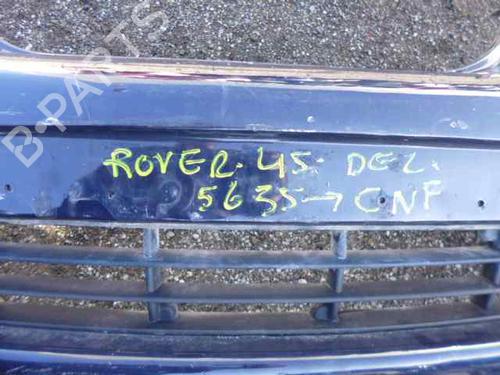 B-PARTS
ROVER. 45. DEL.
5635→CNF